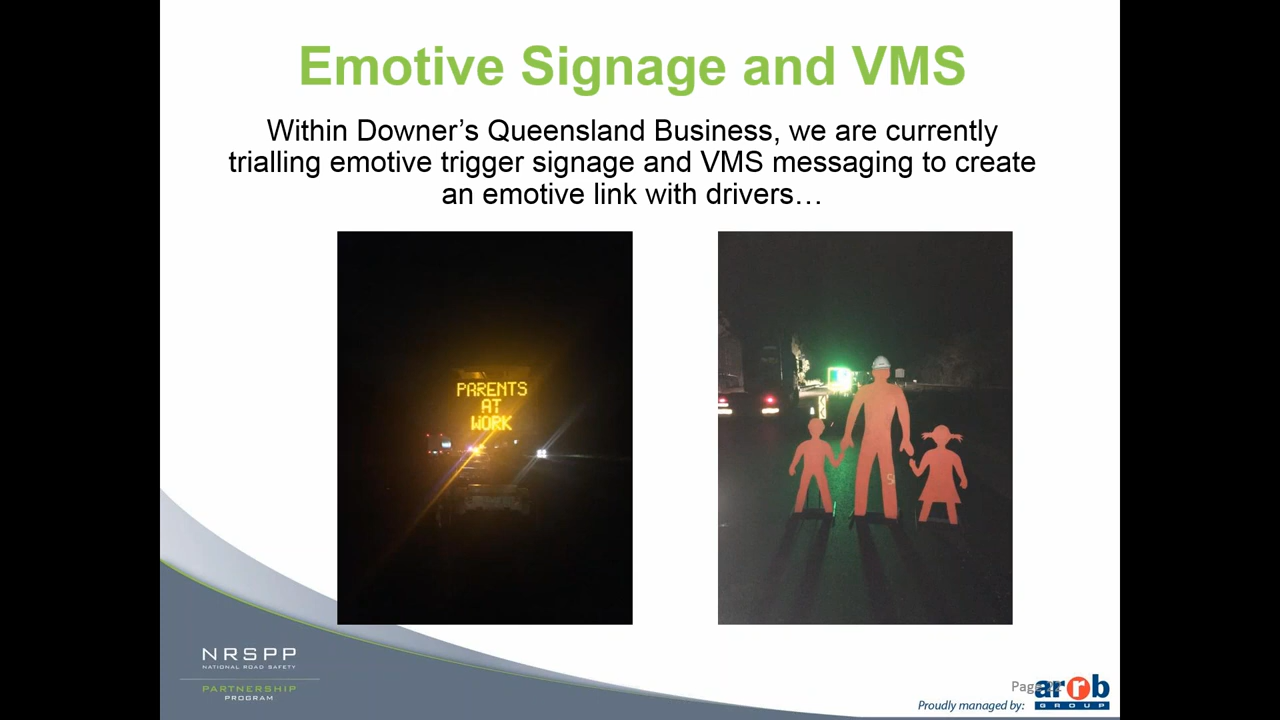 Emotive Signage and VMS
Within Downer’s Queensland Business, we are currently
trialling emotive trigger signage and VMS messaging to create
an emotive link with drivers…
PARENTS
AT
WORK
NRSPP
NATIONAL ROAD SAFETY
PARTNERSHIP
PROGRAM
Page
Proudly managed by:
arrb
GROUP